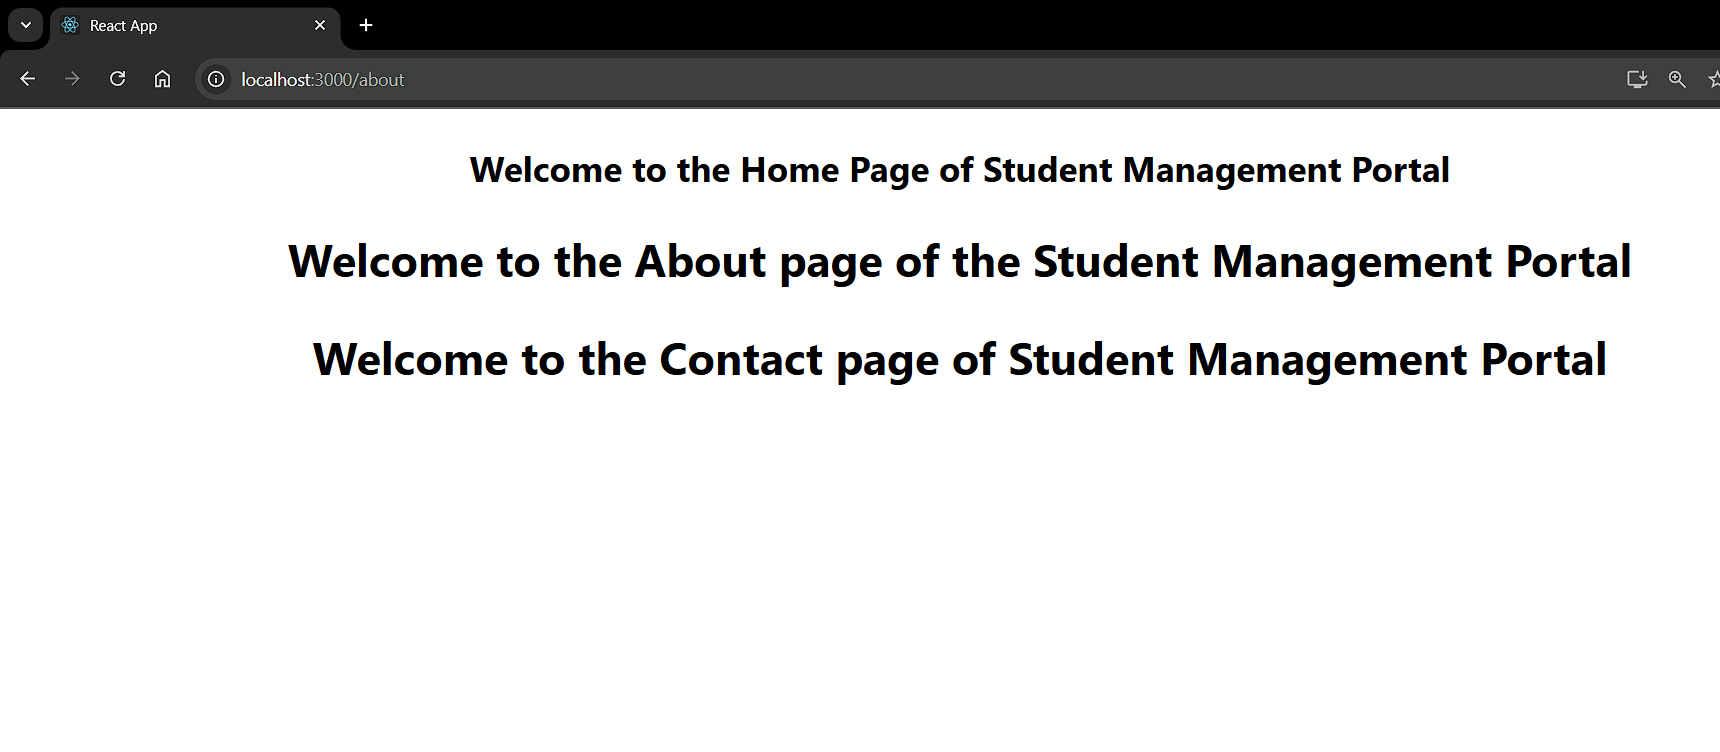 React App
localhost:3000/about
Welcome to the Home Page of Student Management Portal
Welcome to the About page of the Student Management Portal
Welcome to the Contact page of Student Management Portal